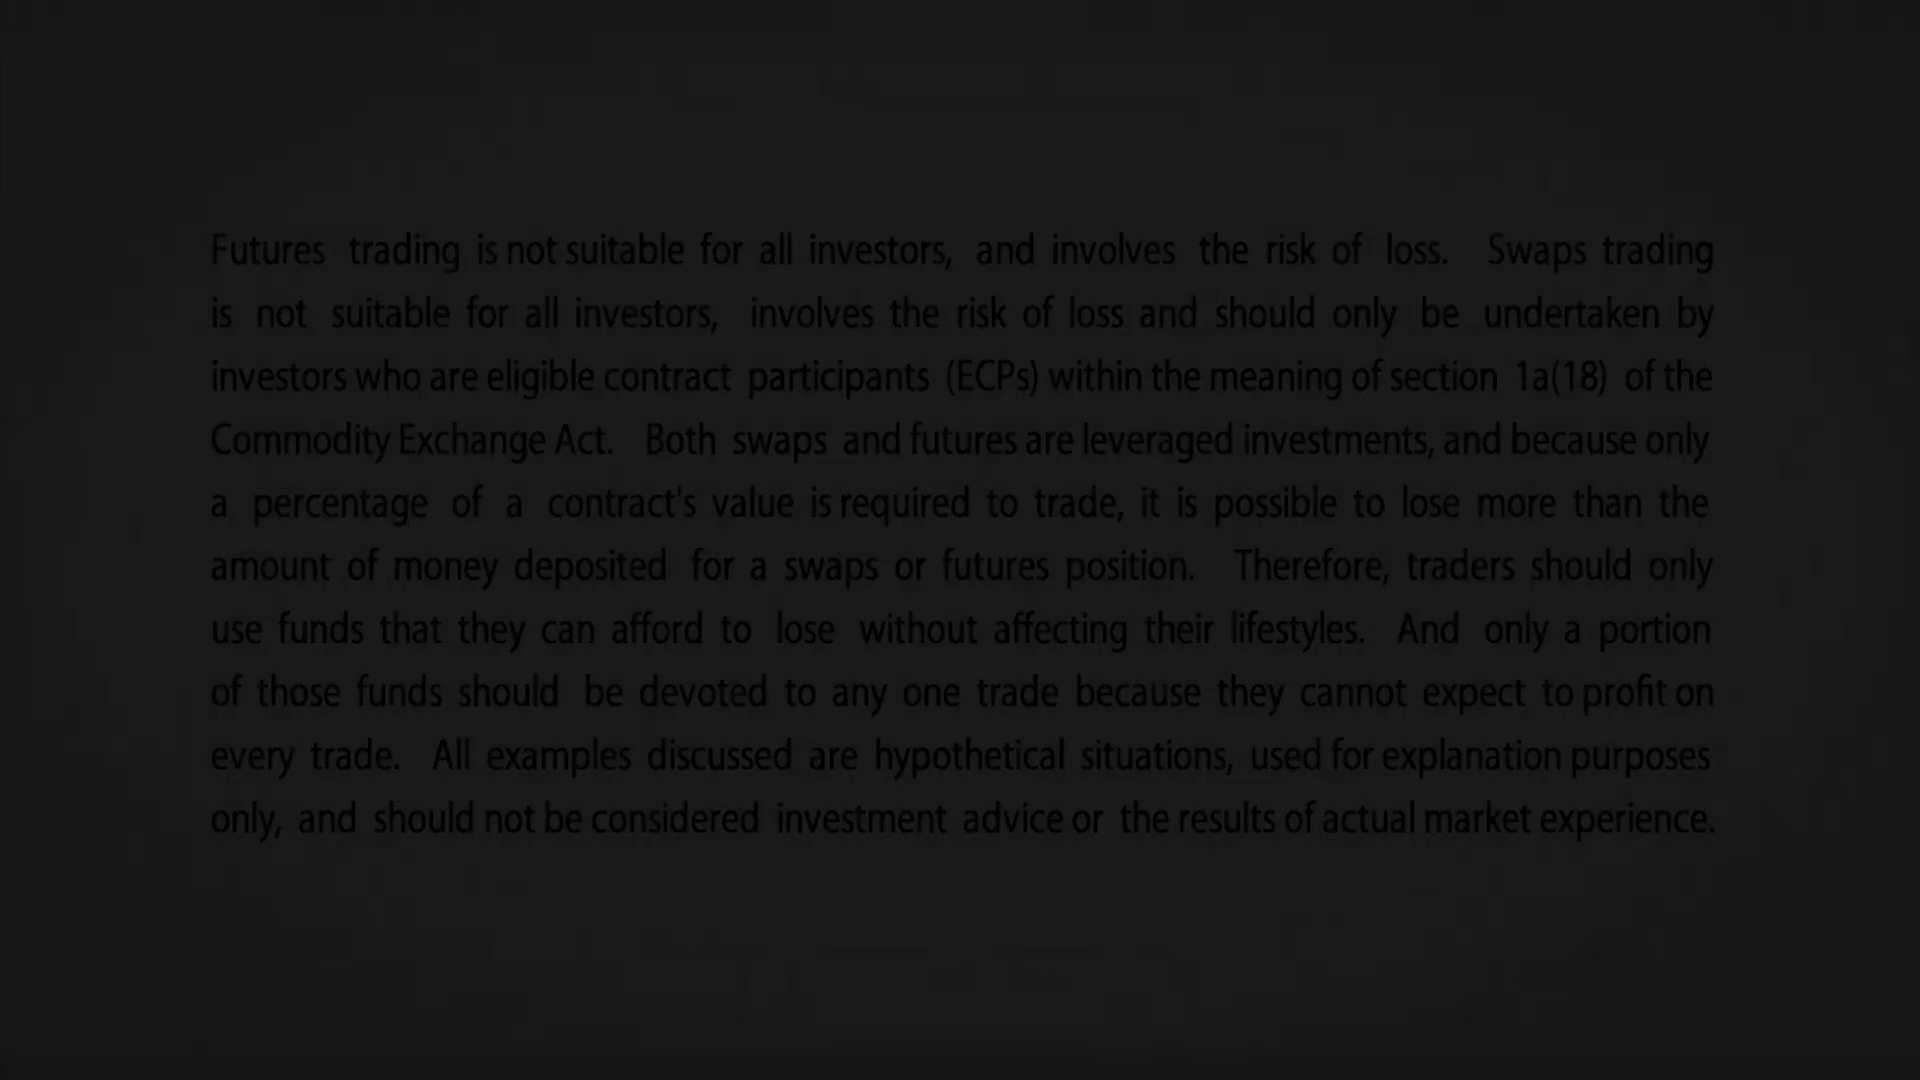 Futures trading is not suitable for all investors, and involves the risk of loss. Swaps trading
is not suitable for all investors, involves the risk of loss and should only be undertaken by
investors who are eligible contract participants (ECPs) within the meaning of section 1a(18) of the
Commodity Exchange Act. Both swaps and futures are leveraged investments, and because only
a percentage of a contract's value is required to trade, it is possible to lose more than the
amount of money deposited for a swaps or futures position. Therefore, traders should only
use funds that they can afford to lose without affecting their lifestyles. And only a portion
of those funds should be devoted to any one trade because they cannot expect to profit on
every trade. All examples discussed are hypothetical situations, used for explanation purposes
only, and should not be considered investment advice or the results of actual market experience.